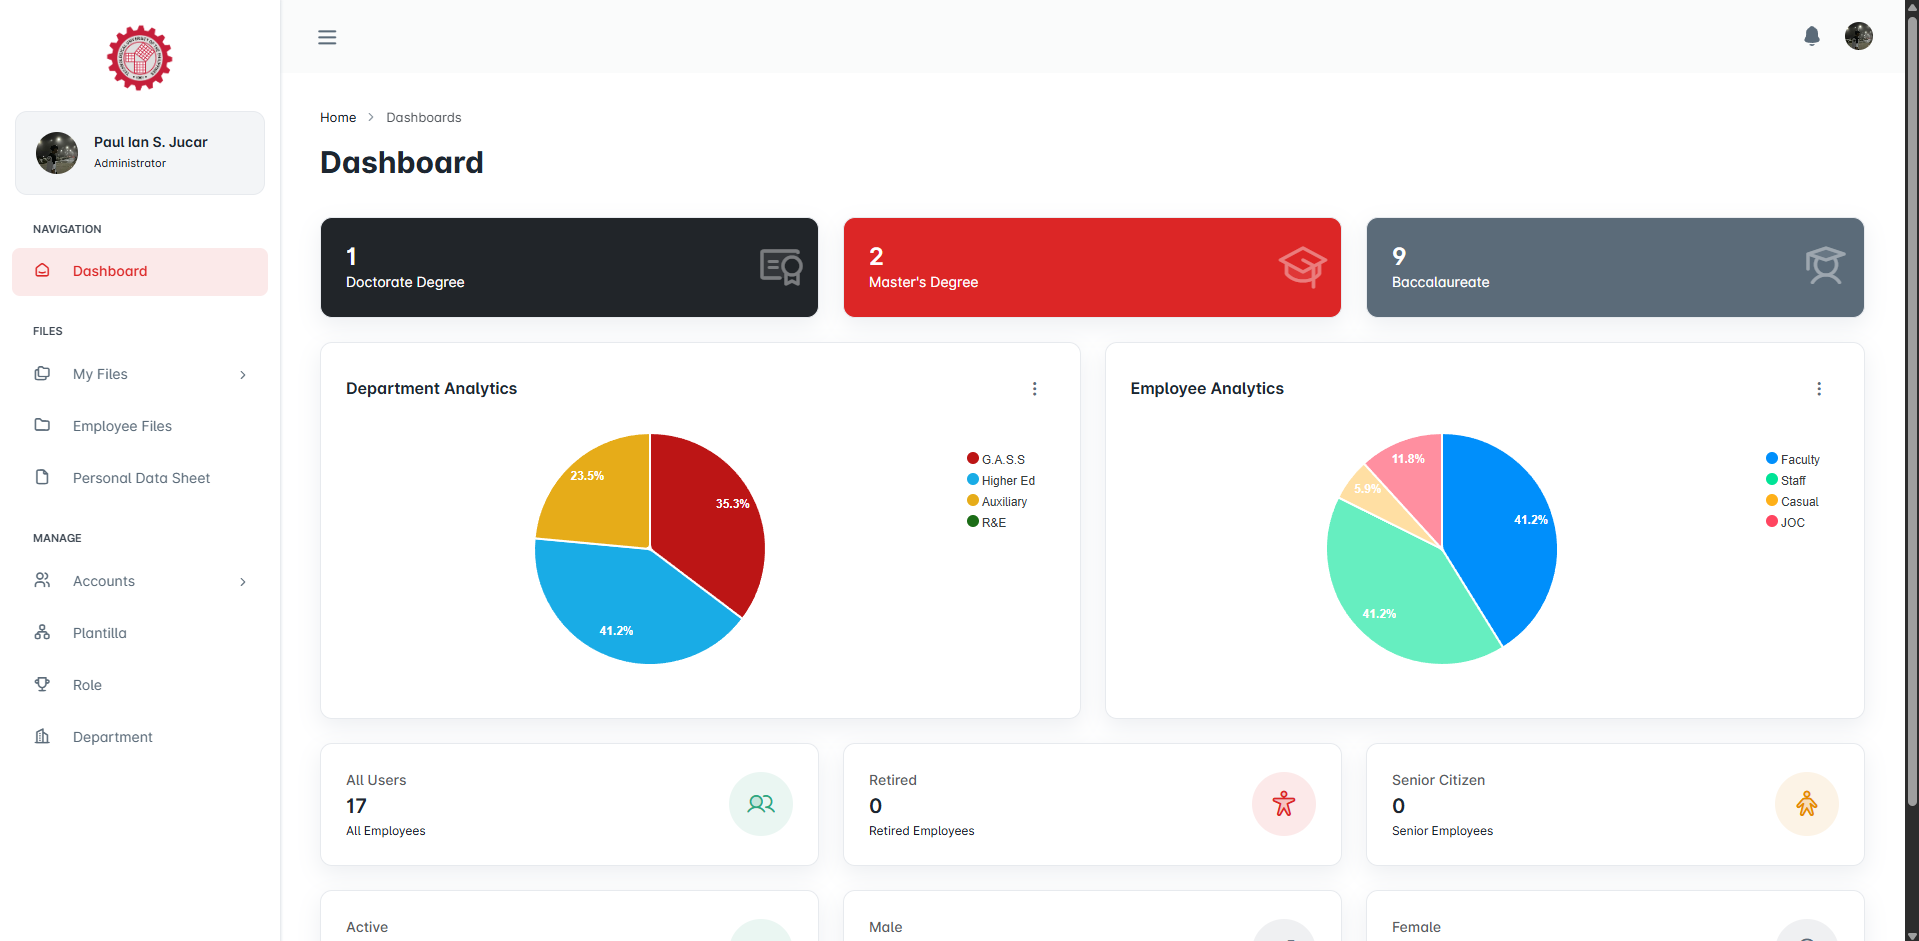 Paul Ian S. Jucar
Administrator
NAVIGATION
Dashboard
FILES
My Files
Employee Files
Personal Data Sheet
MANAGE
Accounts
Plantilla
Role
Department
Home > Dashboards
Dashboard
1
Doctorate Degree
2
Master's Degree
9
Baccalaureate
Department Analytics
23.5%
35.3%
41.2%
G.A.S.S
Higher Ed
Auxiliary
R&E
Employee Analytics
11.8%
5.9%
41.2%
41.2%
Faculty
Staff
Casual
JOC
All Users
17
All Employees
Retired
0
Retired Employees
Senior Citizen
0
Senior Employees
Active
Male
Female